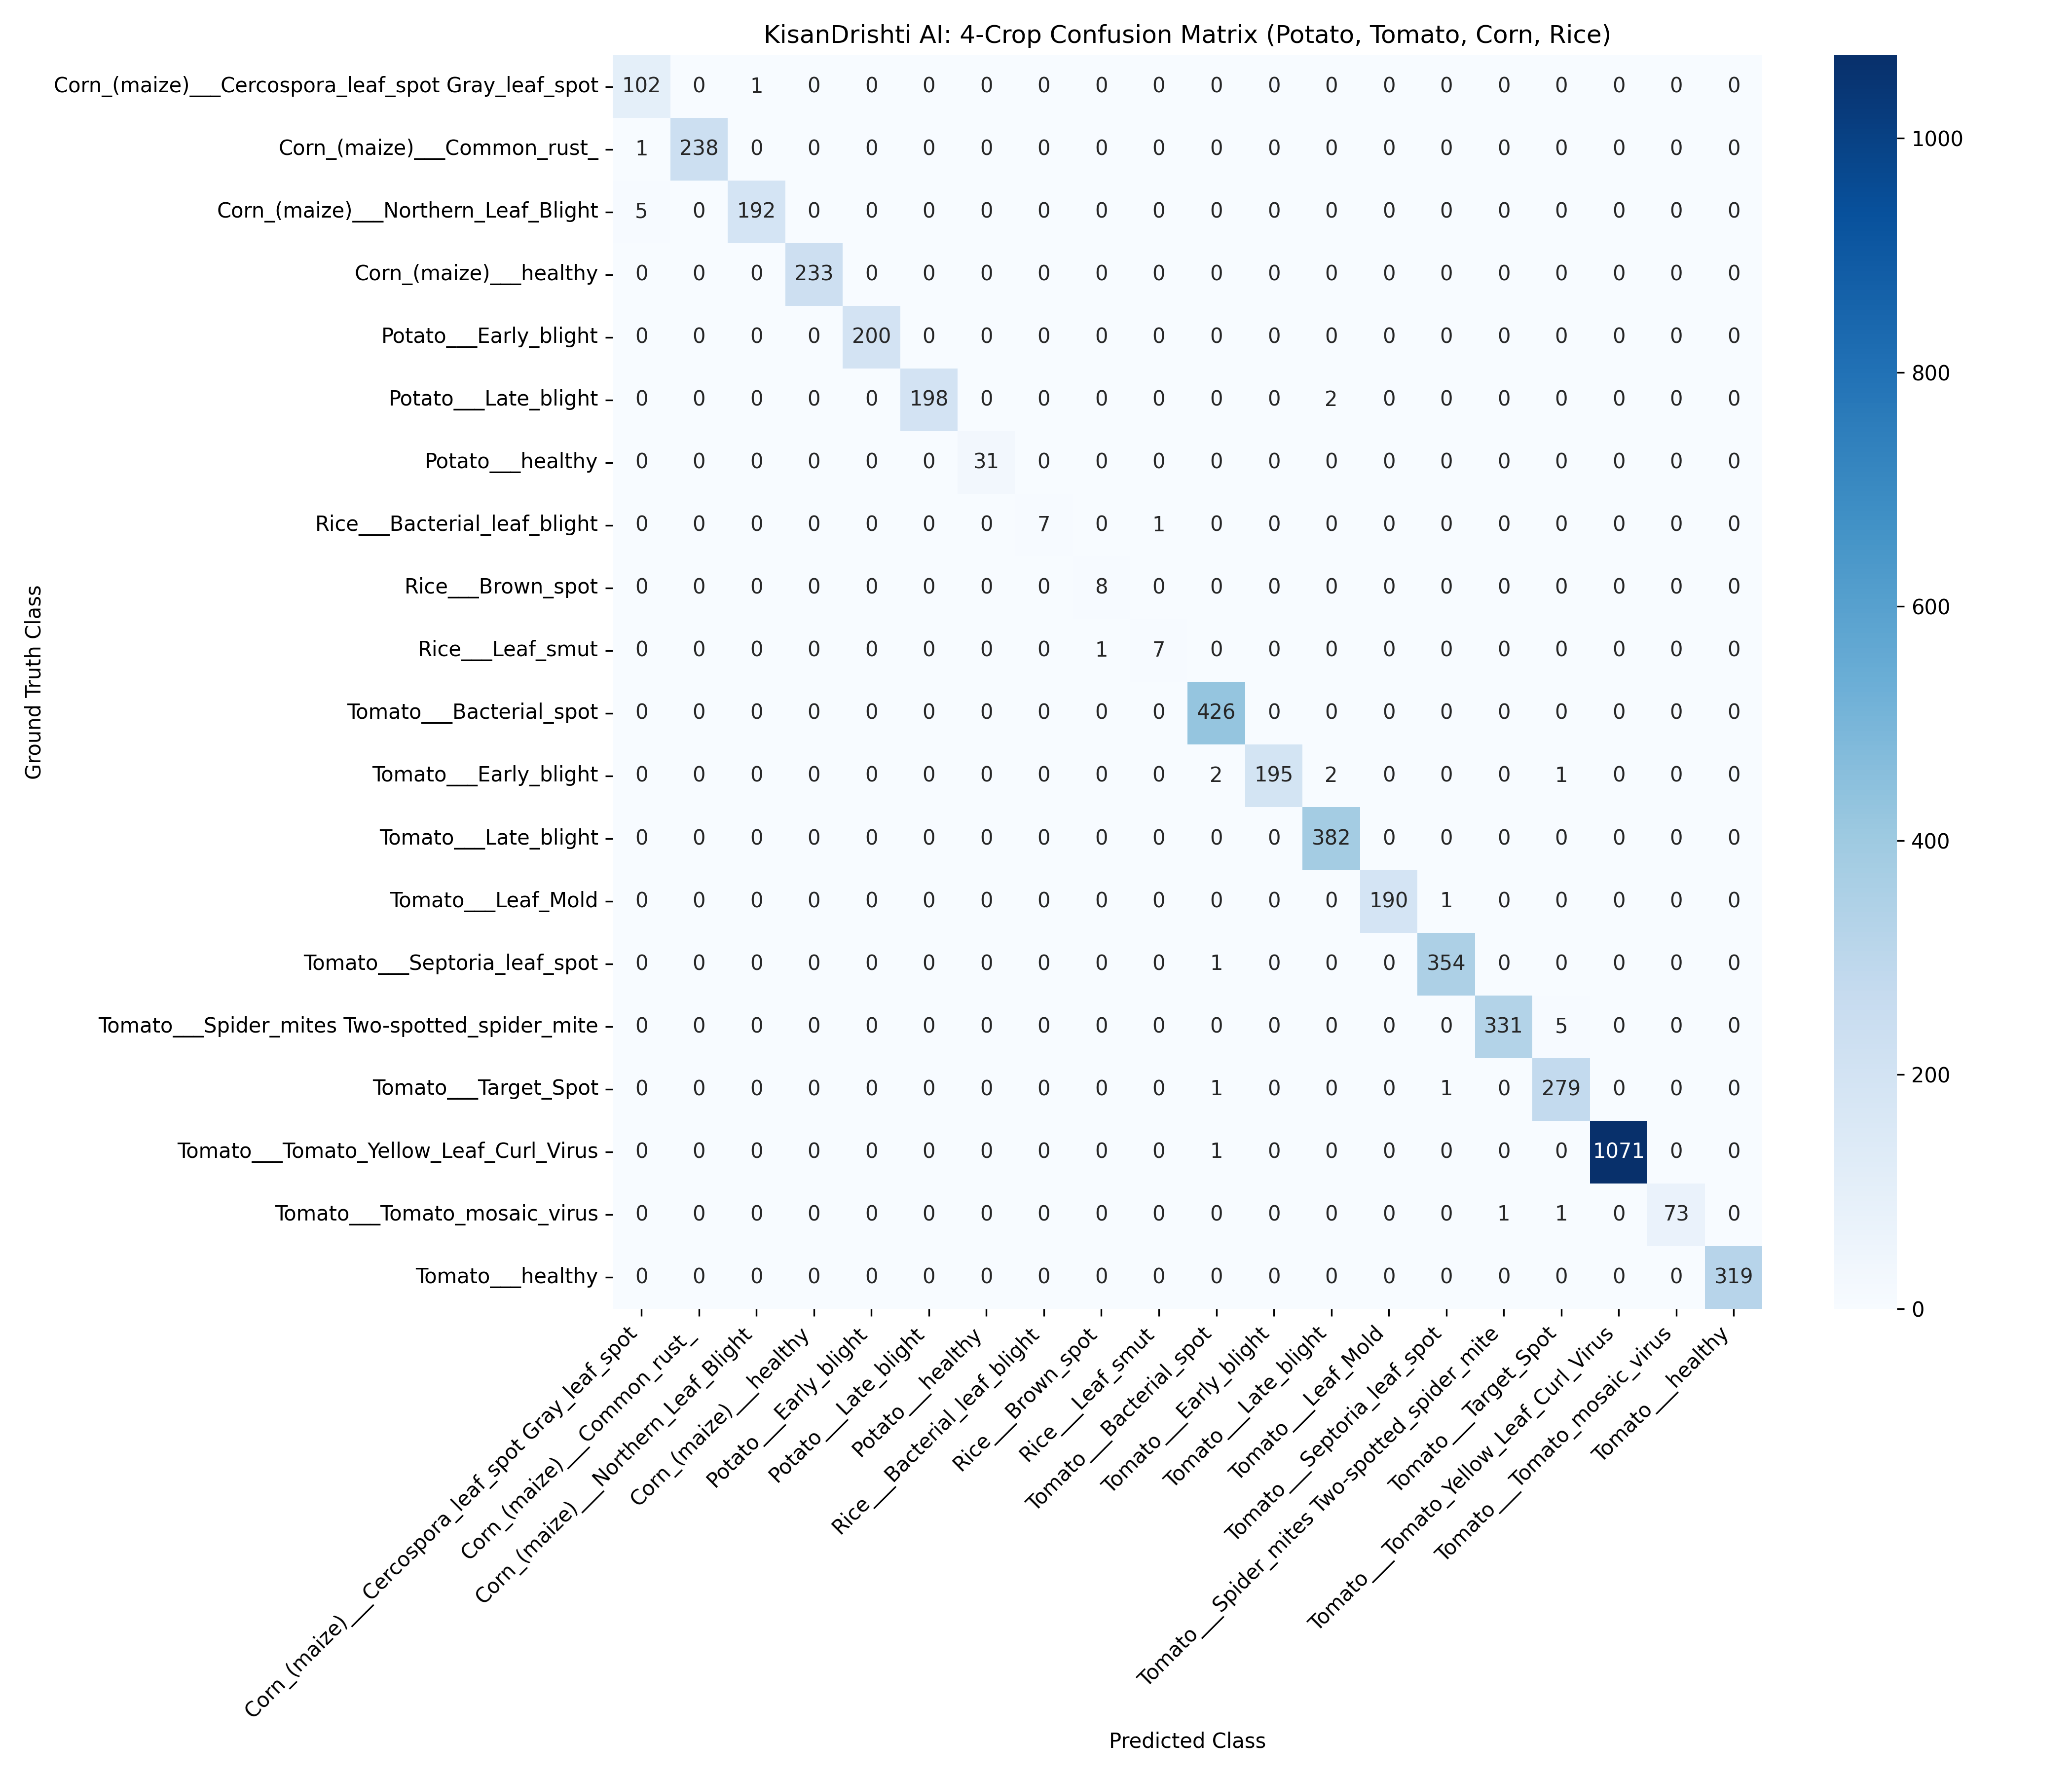 KisanDrishti AI: 4-Crop Confusion Matrix (Potato, Tomato, Corn, Rice)
Ground Truth Class
Corn_(maize)___Cercospora_leaf_spot Gray_leaf_spot 102 0 1 0 0 0 0 0 0 0 0 0 0 0 0 0 0 0 0 0
Corn_(maize)___Common_rust_ 1 238 0 0 0 0 0 0 0 0 0 0 0 0 0 0 0 0 0 0
Corn_(maize)___Northern_Leaf_Blight 5 0 192 0 0 0 0 0 0 0 0 0 0 0 0 0 0 0 0 0
Corn_(maize)___healthy 0 0 0 233 0 0 0 0 0 0 0 0 0 0 0 0 0 0 0 0
Potato___Early_blight 0 0 0 0 200 0 0 0 0 0 0 0 0 0 0 0 0 0 0 0
Potato___Late_blight 0 0 0 0 0 198 0 0 0 0 0 0 2 0 0 0 0 0 0 0
Potato___healthy 0 0 0 0 0 0 31 0 0 0 0 0 0 0 0 0 0 0 0 0
Rice___Bacterial_leaf_blight 0 0 0 0 0 0 0 7 0 1 0 0 0 0 0 0 0 0 0 0
Rice___Brown_spot 0 0 0 0 0 0 0 0 8 0 0 0 0 0 0 0 0 0 0 0
Rice___Leaf_smut 0 0 0 0 0 0 0 0 1 7 0 0 0 0 0 0 0 0 0 0
Tomato___Bacterial_spot 0 0 0 0 0 0 0 0 0 0 426 0 0 0 0 0 0 0 0 0
Tomato___Early_blight 0 0 0 0 0 0 0 0 0 0 2 195 2 0 0 0 1 0 0 0
Tomato___Late_blight 0 0 0 0 0 0 0 0 0 0 0 0 382 0 0 0 0 0 0 0
Tomato___Leaf_Mold 0 0 0 0 0 0 0 0 0 0 0 0 0 190 1 0 0 0 0 0
Tomato___Septoria_leaf_spot 0 0 0 0 0 0 0 0 0 0 1 0 0 0 354 0 0 0 0 0
Tomato___Spider_mites Two-spotted_spider_mite 0 0 0 0 0 0 0 0 0 0 0 0 0 0 0 331 5 0 0 0
Tomato___Target_Spot 0 0 0 0 0 0 0 0 0 0 1 0 0 0 1 0 279 0 0 0
Tomato___Tomato_Yellow_Leaf_Curl_Virus 0 0 0 0 0 0 0 0 0 0 1 0 0 0 0 0 0 1071 0 0
Tomato___Tomato_mosaic_virus 0 0 0 0 0 0 0 0 0 0 0 0 0 0 0 1 1 0 73 0
Tomato___healthy 0 0 0 0 0 0 0 0 0 0 0 0 0 0 0 0 0 0 0 319
Corn_(maize)___Cercospora_leaf_spot Gray_leaf_spot
Corn_(maize)___Common_rust_
Corn_(maize)___Northern_Leaf_Blight
Corn_(maize)___healthy
Potato___Early_blight
Potato___Late_blight
Potato___healthy
Rice___Bacterial_leaf_blight
Rice___Brown_spot
Rice___Leaf_smut
Tomato___Bacterial_spot
Tomato___Early_blight
Tomato___Late_blight
Tomato___Leaf_Mold
Tomato___Septoria_leaf_spot
Tomato___Spider_mites Two-spotted_spider_mite
Tomato___Target_Spot
Tomato___Tomato_Yellow_Leaf_Curl_Virus
Tomato___Tomato_mosaic_virus
Tomato___healthy
Predicted Class
1000
800
600
400
200
0